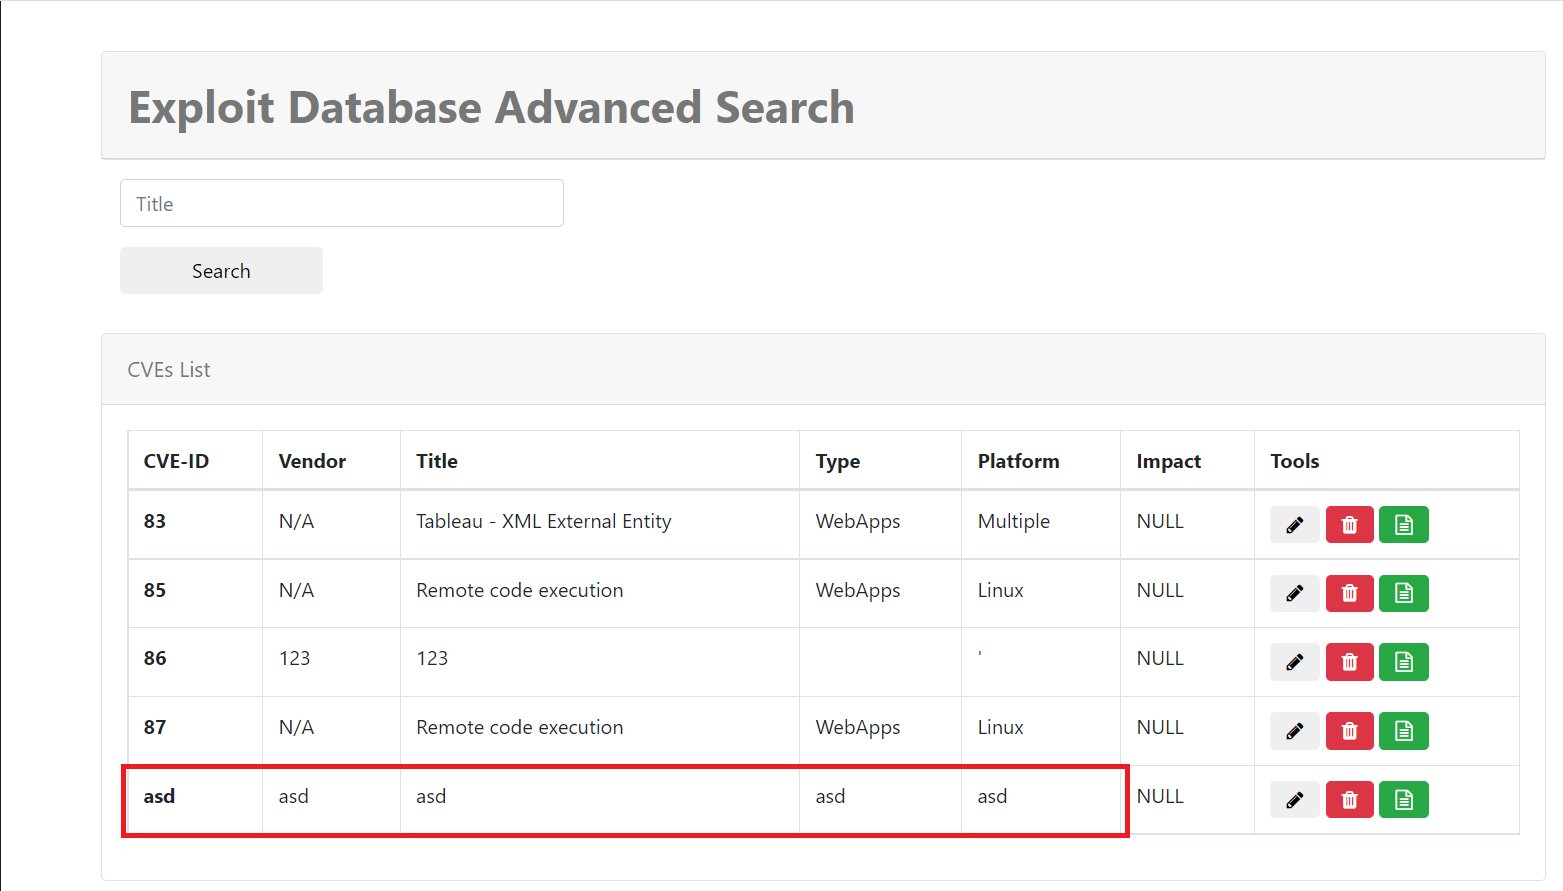 Exploit Database Advanced Search
Title
Search
CVEs List
CVE-ID Vendor Title Type Platform Impact Tools
83 N/A Tableau - XML External Entity WebApps Multiple NULL
85 N/A Remote code execution WebApps Linux NULL
86 123 123 ' NULL
87 N/A Remote code execution WebApps Linux NULL
asd asd asd asd asd NULL